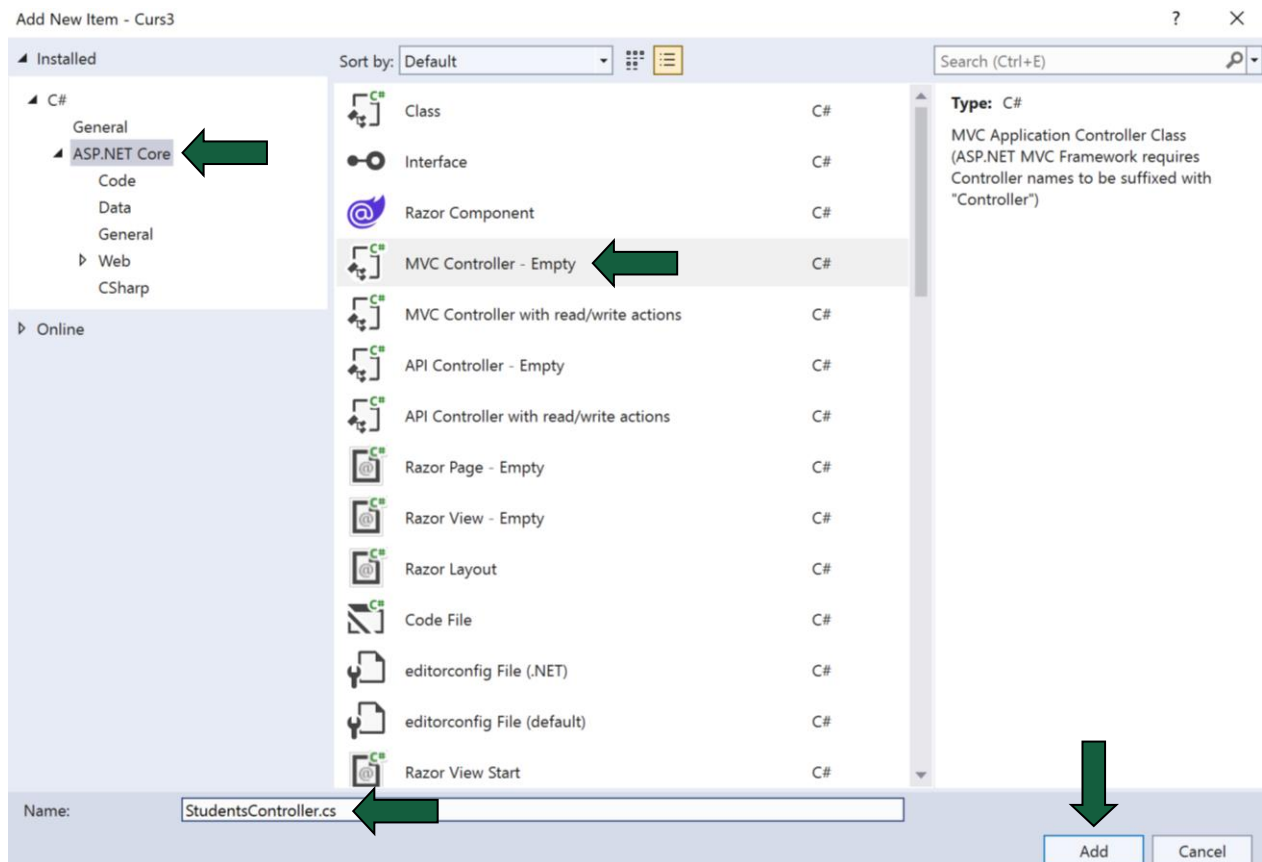 Add New Item - Curs3
?
Installed
Sort by: Default
Search (Ctrl+E)
C#
General
ASP.NET Core
Code
Data
General
Web
CSharp
Online
Class C#
Interface C#
Razor Component C#
MVC Controller - Empty C#
MVC Controller with read/write actions C#
API Controller - Empty C#
API Controller with read/write actions C#
Razor Page - Empty C#
Razor View - Empty C#
Razor Layout C#
Code File C#
editorconfig File (.NET) C#
editorconfig File (default) C#
Razor View Start C#
Type: C#
MVC Application Controller Class
(ASP.NET MVC Framework requires
Controller names to be suffixed with
"Controller")
Name: StudentsController.cs
Add Cancel